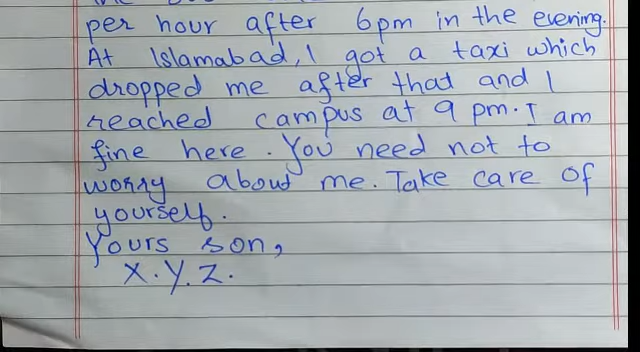 per hour after 6pm in the evening.
At Islamabad, I got a taxi which
dropped me after that and I
reached campus at 9 pm. I am
fine here. You need not to
worry about me. Take care of
yourself.
Yours son,
X.Y.Z.